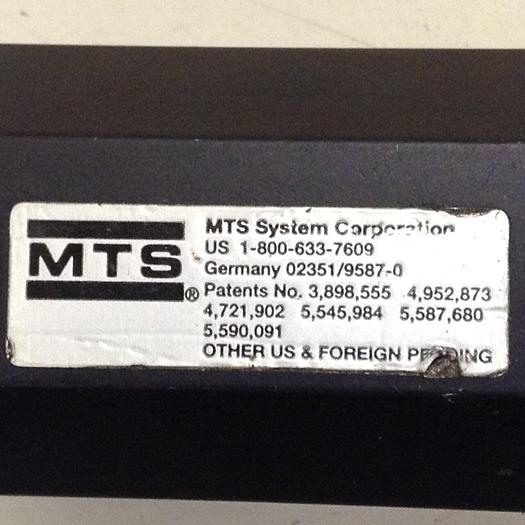 MTS®
MTS System Corporation
US 1-800-633-7609
Germany 02351/9587-0
Patents No. 3,898,555 4,952,873
4,721,902 5,545,984 5,587,680
5,590,091
OTHER US & FOREIGN PENDING